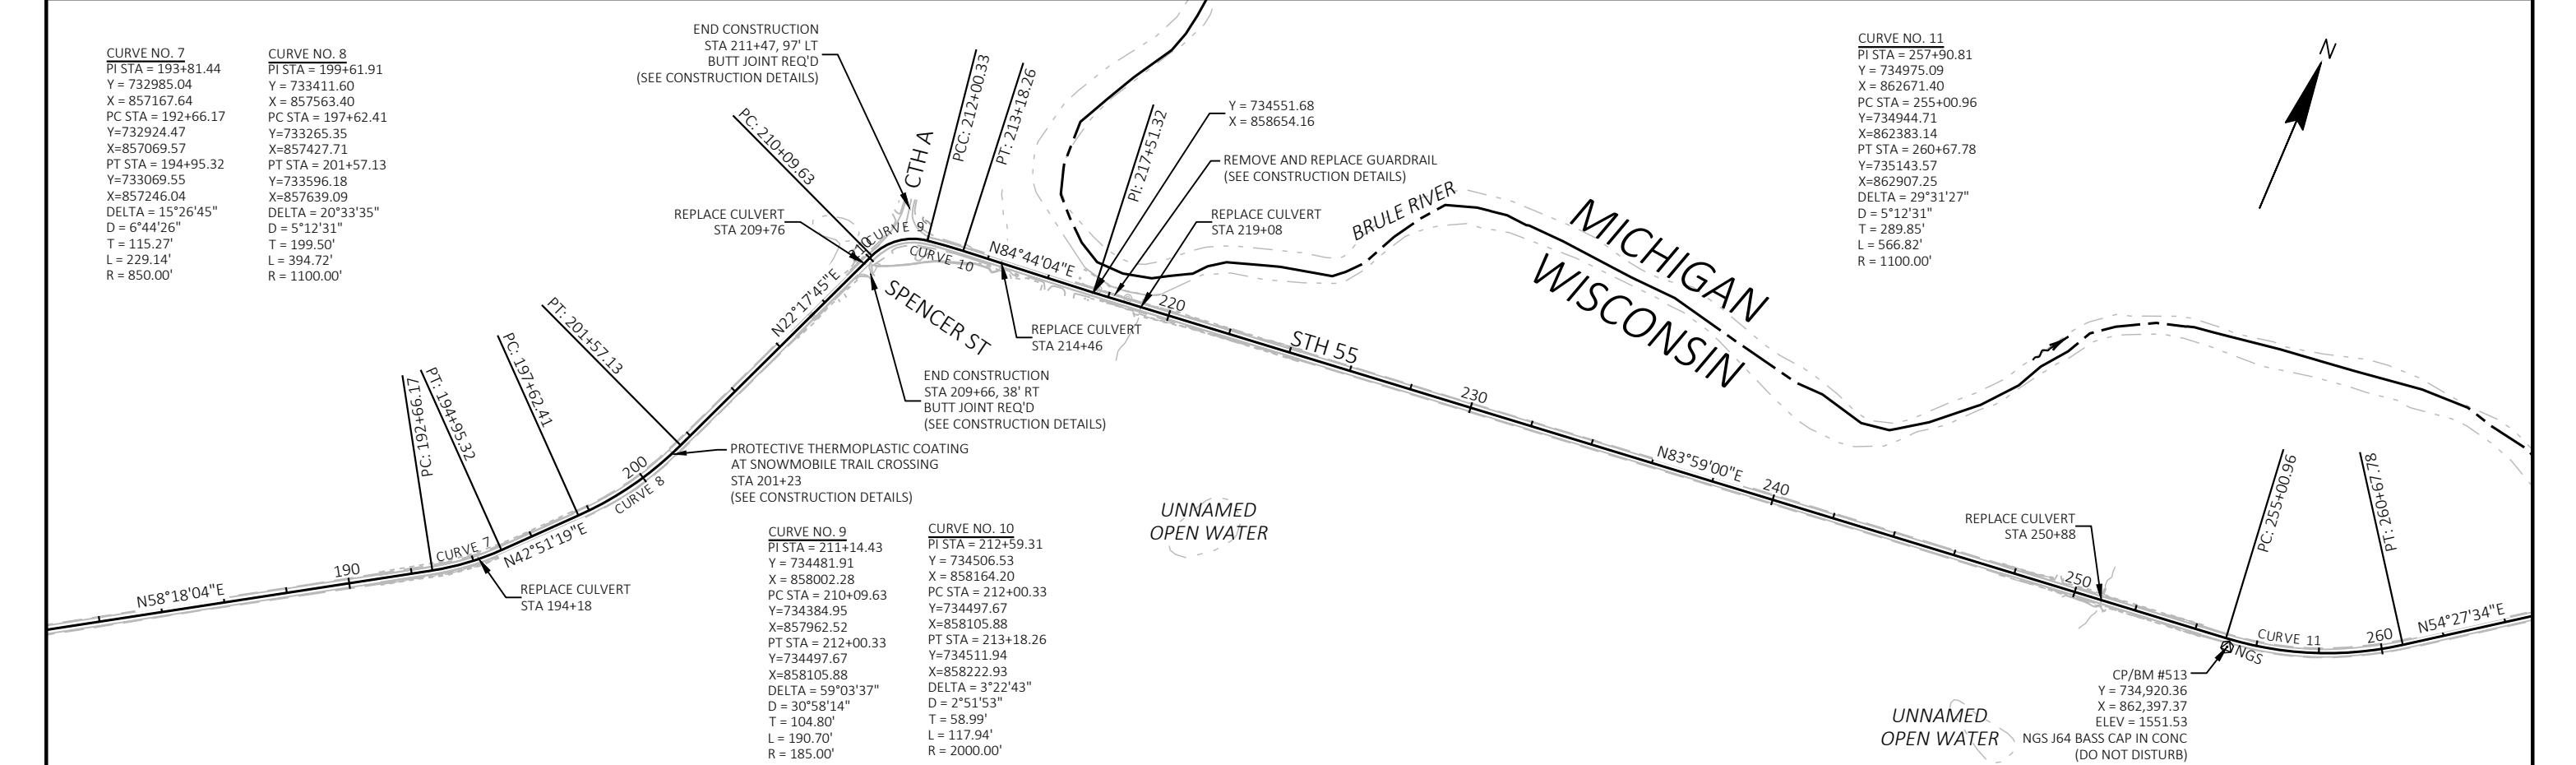 CURVE NO. 7
PI STA = 193+81.44
Y = 732985.04
X = 857167.64
PC STA = 192+66.17
Y=732924.47
X=857069.57
PT STA = 194+95.32
Y=733069.55
X=857246.04
DELTA = 15°26'45"
D = 6°44'26"
T = 115.27'
L = 229.14'
R = 850.00'
CURVE NO. 8
PI STA = 199+61.91
Y = 733411.60
X = 857563.40
PC STA = 197+62.41
Y=733265.35
X=857427.71
PT STA = 201+57.13
Y=733596.18
X=857639.09
DELTA = 20°33'35"
D = 5°12'31"
T = 199.50'
L = 394.72'
R = 1100.00'
END CONSTRUCTION
STA 211+47, 97' LT
BUTT JOINT REQ'D
(SEE CONSTRUCTION DETAILS)
PC: 210+09.63
CTH A
PCC: 212+00.33
PT: 213+18.26
PI: 217+51.32
Y = 734551.68
X = 858654.16
REMOVE AND REPLACE GUARDRAIL
(SEE CONSTRUCTION DETAILS)
REPLACE CULVERT
STA 219+08
BRULE RIVER
MICHIGAN
WISCONSIN
CURVE NO. 11
PI STA = 257+90.81
Y = 734975.09
X = 862671.40
PC STA = 255+00.96
Y=734944.71
X=862383.14
PT STA = 260+67.78
Y=735143.57
X=862907.25
DELTA = 29°31'27"
D = 5°12'31"
T = 289.85'
L = 566.82'
R = 1100.00'
N
REPLACE CULVERT
STA 209+76
210
CURVE 9
CURVE 10
N84°44'04"E
220
N22°17'45"E
SPENCER ST
REPLACE CULVERT
STA 214+46
STH 55
END CONSTRUCTION
STA 209+66, 38' RT
BUTT JOINT REQ'D
(SEE CONSTRUCTION DETAILS)
PC: 192+66.17
PT: 194+95.32
PC: 197+62.41
PT: 201+57.13
PROTECTIVE THERMOPLASTIC COATING
AT SNOWMOBILE TRAIL CROSSING
STA 201+23
(SEE CONSTRUCTION DETAILS)
200
CURVE 8
CURVE 7
N42°51'19"E
190
N58°18'04"E
REPLACE CULVERT
STA 194+18
230
N83°59'00"E
240
UNNAMED
OPEN WATER
CURVE NO. 9
PI STA = 211+14.43
Y = 734481.91
X = 858002.28
PC STA = 210+09.63
Y=734384.95
X=857962.52
PT STA = 212+00.33
Y=734497.67
X=858105.88
DELTA = 59°03'37"
D = 30°58'14"
T = 104.80'
L = 190.70'
R = 185.00'
CURVE NO. 10
PI STA = 212+59.31
Y = 734506.53
X = 858164.20
PC STA = 212+00.33
Y=734497.67
X=858105.88
PT STA = 213+18.26
Y=734511.94
X=858222.93
DELTA = 3°22'43"
D = 2°51'53"
T = 58.99'
L = 117.94'
R = 2000.00'
REPLACE CULVERT
STA 250+88
250
PC: 255+00.96
PT: 260+67.78
CURVE 11
260
N54°27'34"E
NGS
CP/BM #513
Y = 734,920.36
X = 862,397.37
ELEV = 1551.53
NGS J64 BASS CAP IN CONC
(DO NOT DISTURB)
UNNAMED
OPEN WATER